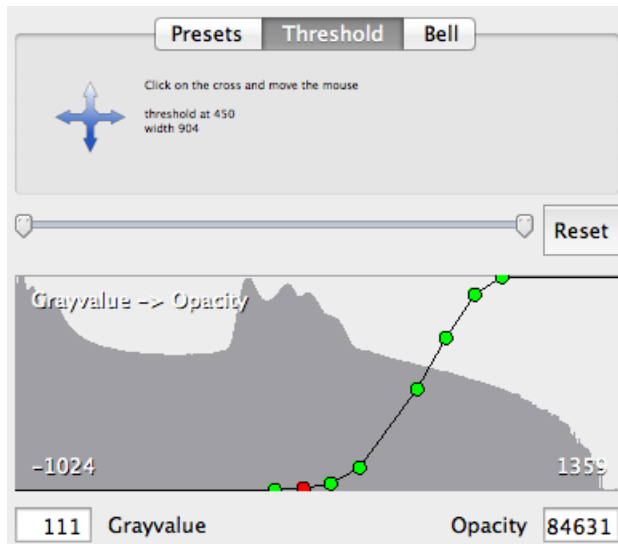 Presets Threshold Bell
Click on the cross and move the mouse
threshold at 450
width 904
Reset
Grayvalue -> Opacity
-1024 1359
111 Grayvalue Opacity 84631